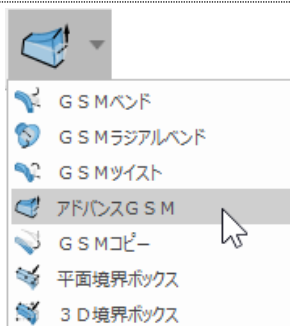 ＧＳＭベンド
ＧＳＭラジアルベンド
ＧＳＭツイスト
アドバンスＧＳＭ
ＧＳＭコピー
平面境界ボックス
３Ｄ境界ボックス